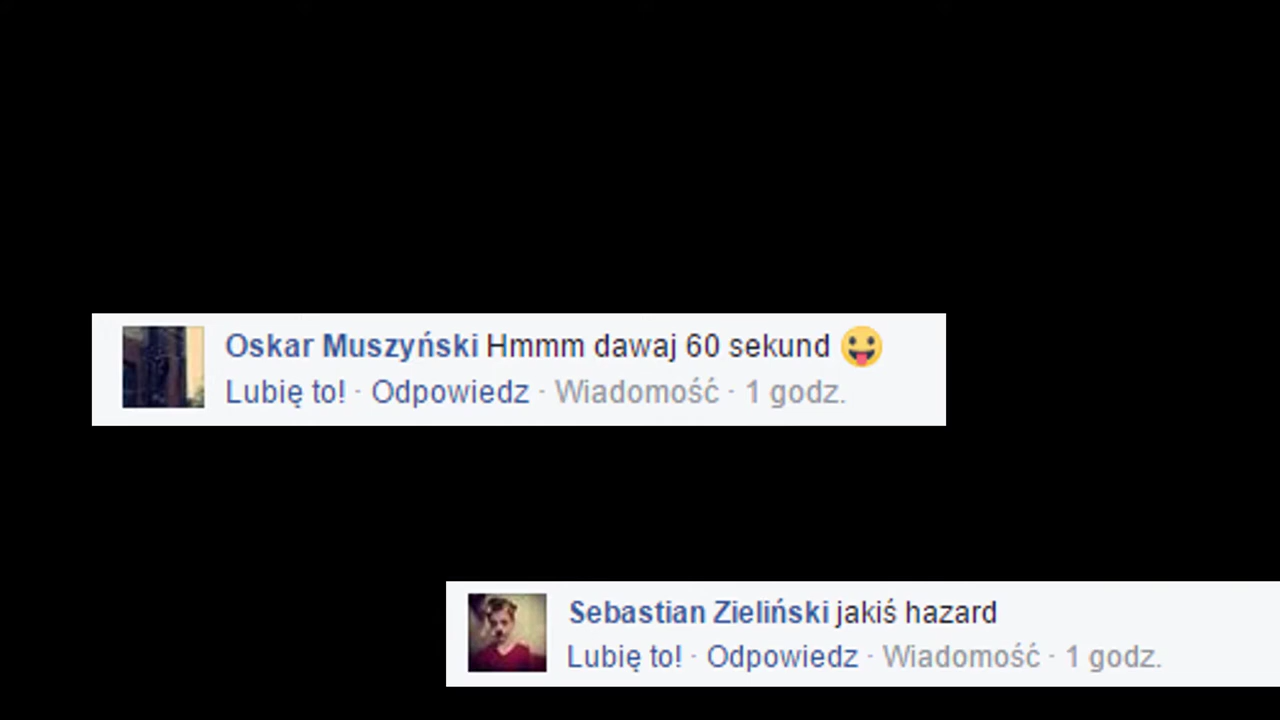 Oskar Muszyński Hmmm dawaj 60 sekund 😛
Lubię to! · Odpowiedz · Wiadomość · 1 godz.
Sebastian Zieliński jakiś hazard
Lubię to! · Odpowiedz · Wiadomość · 1 godz.